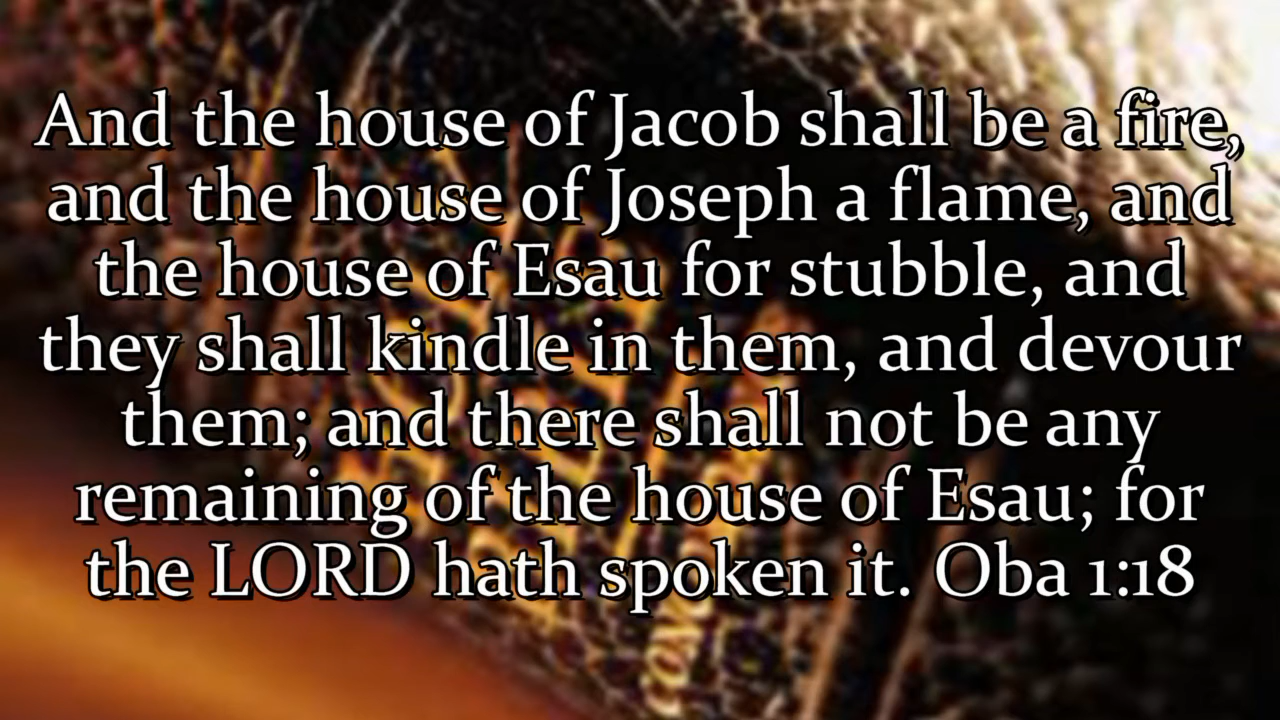 And the house of Jacob shall be a fire,
and the house of Joseph a flame, and
the house of Esau for stubble, and
they shall kindle in them, and devour
them; and there shall not be any
remaining of the house of Esau; for
the LORD hath spoken it. Oba 1:18